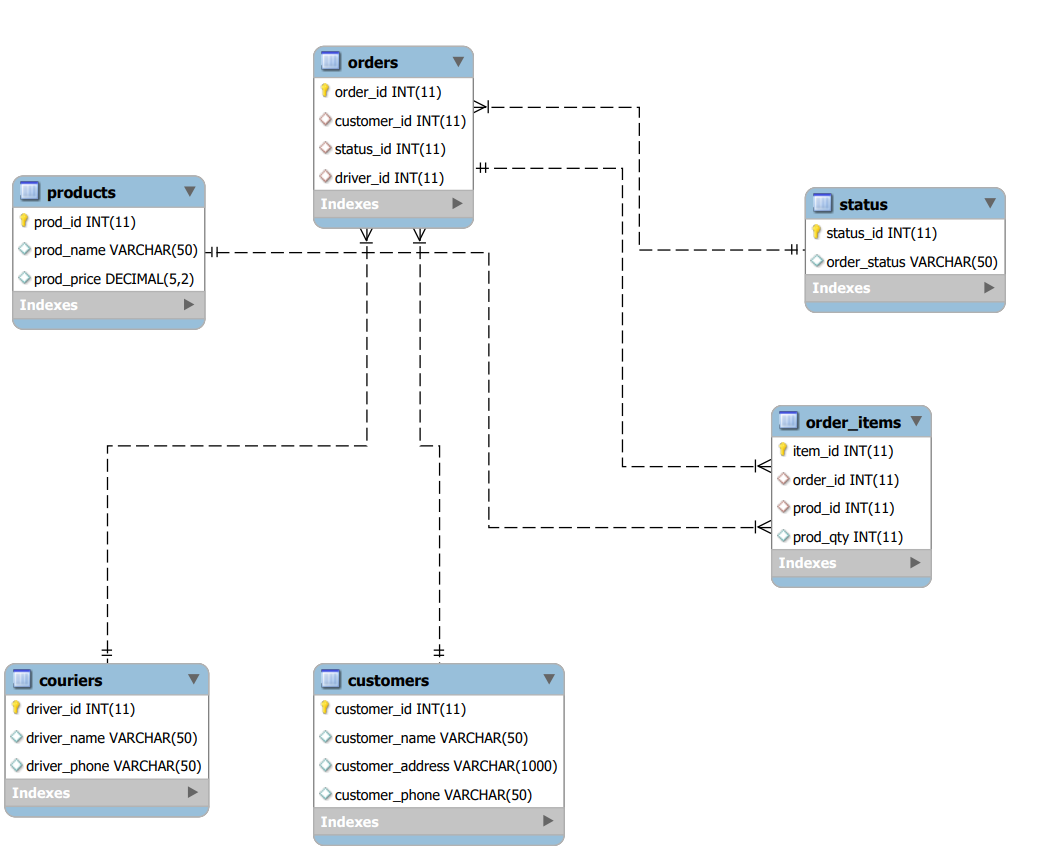 orders
order_id INT(11)
customer_id INT(11)
status_id INT(11)
driver_id INT(11)
Indexes
products
prod_id INT(11)
prod_name VARCHAR(50)
prod_price DECIMAL(5,2)
Indexes
status
status_id INT(11)
order_status VARCHAR(50)
Indexes
order_items
item_id INT(11)
order_id INT(11)
prod_id INT(11)
prod_qty INT(11)
Indexes
couriers
driver_id INT(11)
driver_name VARCHAR(50)
driver_phone VARCHAR(50)
Indexes
customers
customer_id INT(11)
customer_name VARCHAR(50)
customer_address VARCHAR(1000)
customer_phone VARCHAR(50)
Indexes